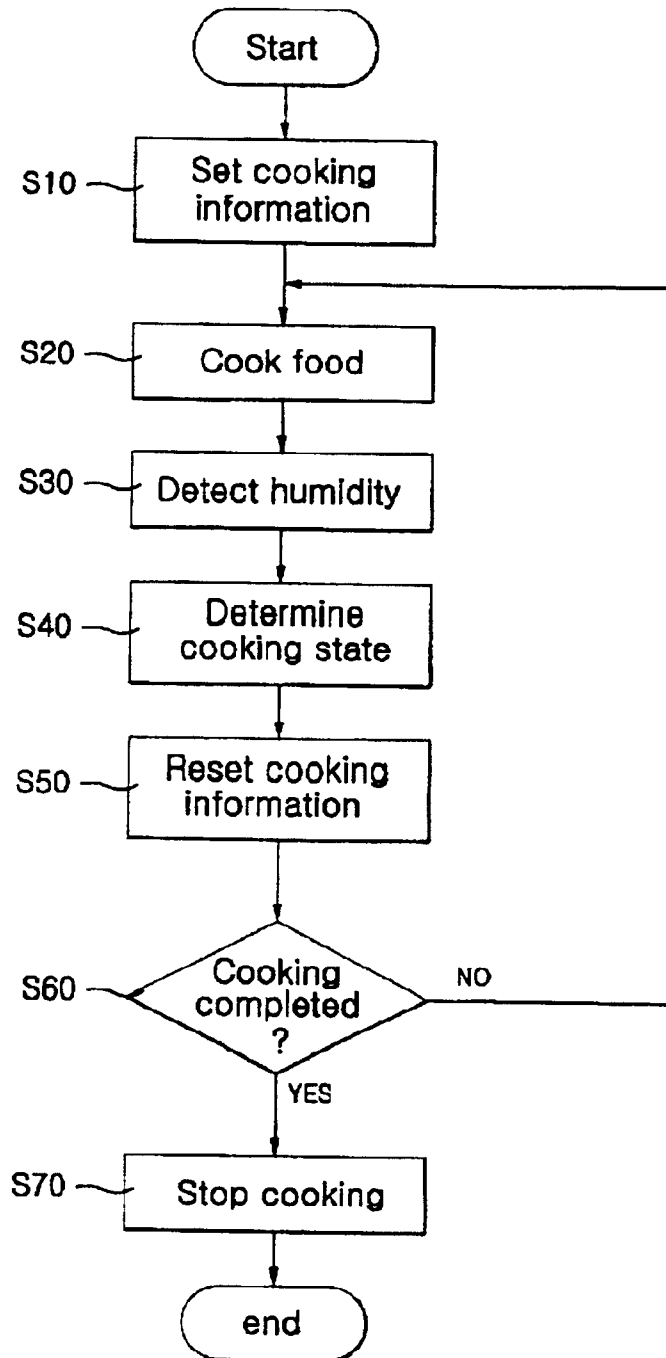 Start
S10
Set cooking
information
S20
Cook food
S30
Detect humidity
S40
Determine
cooking state
S50
Reset cooking
information
S60
Cooking
completed
?
NO
YES
S70
Stop cooking
end